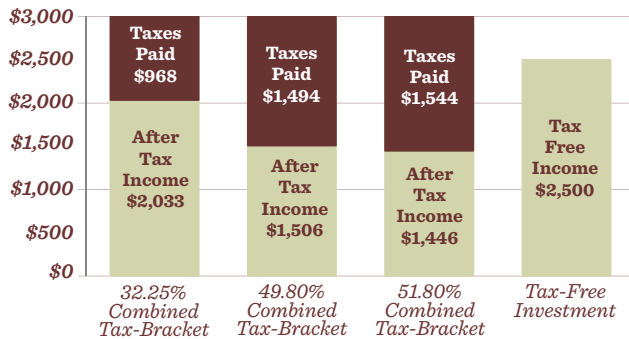 $3,000
$2,500
$2,000
$1,500
$1,000
$500
$0
Taxes
Paid
$968
After
Tax
Income
$2,033
Taxes
Paid
$1,494
After
Tax
Income
$1,506
Taxes
Paid
$1,544
After
Tax
Income
$1,446
Tax
Free
Income
$2,500
32.25%
Combined
Tax-Bracket
49.80%
Combined
Tax-Bracket
51.80%
Combined
Tax-Bracket
Tax-Free
Investment